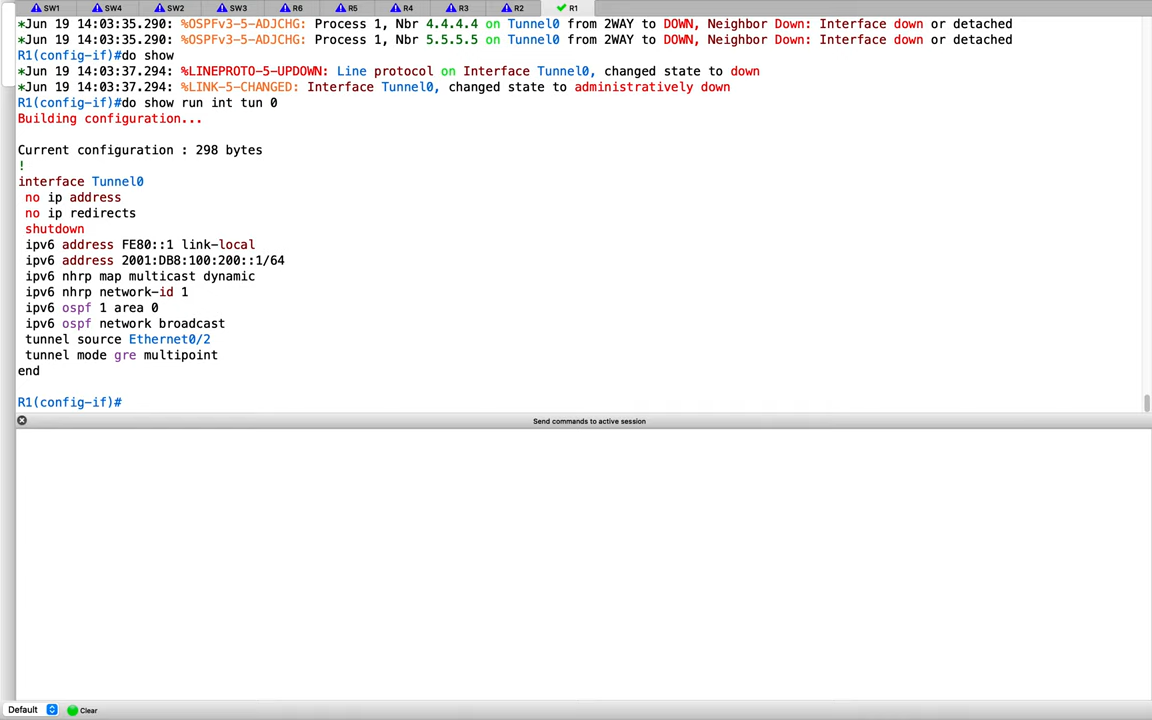 SW1 SW4 SW2 SW3 R6 R5 R4 R3 R2 R1
*Jun 19 14:03:35.290: %OSPFv3-5-ADJCHG: Process 1, Nbr 4.4.4.4 on Tunnel0 from 2WAY to DOWN, Neighbor Down: Interface down or detached
*Jun 19 14:03:35.290: %OSPFv3-5-ADJCHG: Process 1, Nbr 5.5.5.5 on Tunnel0 from 2WAY to DOWN, Neighbor Down: Interface down or detached
R1(config-if)#do show
*Jun 19 14:03:37.294: %LINEPROTO-5-UPDOWN: Line protocol on Interface Tunnel0, changed state to down
*Jun 19 14:03:37.294: %LINK-5-CHANGED: Interface Tunnel0, changed state to administratively down
R1(config-if)#do show run int tun 0
Building configuration...
Current configuration : 298 bytes
!
interface Tunnel0
no ip address
no ip redirects
shutdown
ipv6 address FE80::1 link-local
ipv6 address 2001:DB8:100:200::1/64
ipv6 nhrp map multicast dynamic
ipv6 nhrp network-id 1
ipv6 ospf 1 area 0
ipv6 ospf network broadcast
tunnel source Ethernet0/2
tunnel mode gre multipoint
end
R1(config-if)#
Send commands to active session
Default Clear